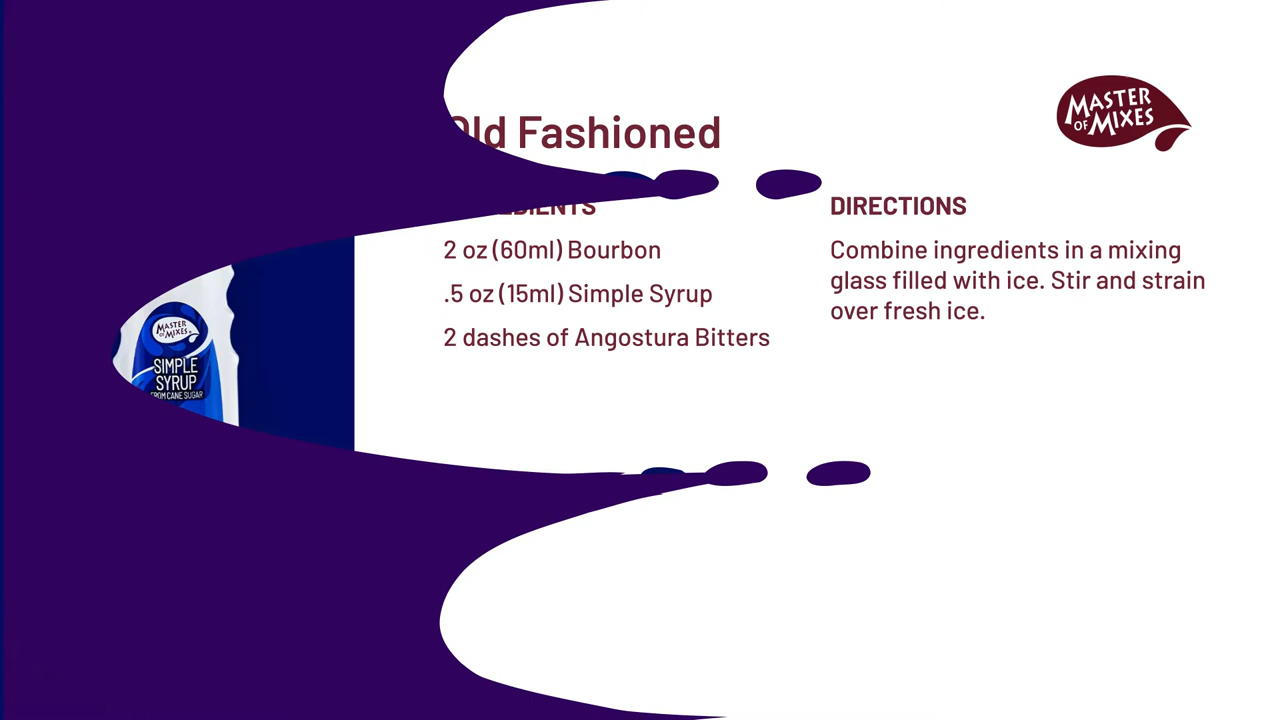 MASTER
OF MIXES
Old Fashioned
INGREDIENTS
2 oz (60ml) Bourbon
.5 oz (15ml) Simple Syrup
2 dashes of Angostura Bitters
DIRECTIONS
Combine ingredients in a mixing
glass filled with ice. Stir and strain
over fresh ice.
MASTER
OF MIXES
SIMPLE
SYRUP
FROM CANE SUGAR